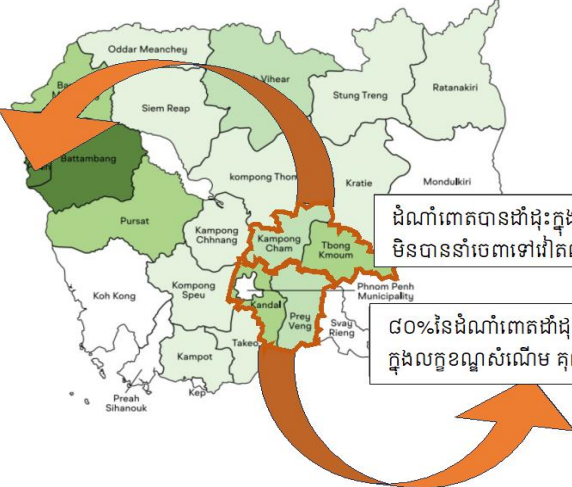 Oddar Meanchey
Vihear
Ratanakiri
Stung Treng
Siem Reap
Battambang
kompong Thom
Kratie
Mondulkiri
Pursat
Kampong
Chhnang
Kampong
Cham
Tbong
Kmoum
ដំណាំពោតបានដាំដុះក្នុង
មិនបាននាំចេញទៅវៀត
Koh Kong
Kompong
Speu
Kandal
Prey
Veng
Phnom Penh
Municipality
Svay
Rieng
៨០%នៃដំណាំពោតដាំដុ
ក្នុងលក្ខខណ្ឌសំណើម
Takeo
Kampot
Kep
Preah
Sihanouk